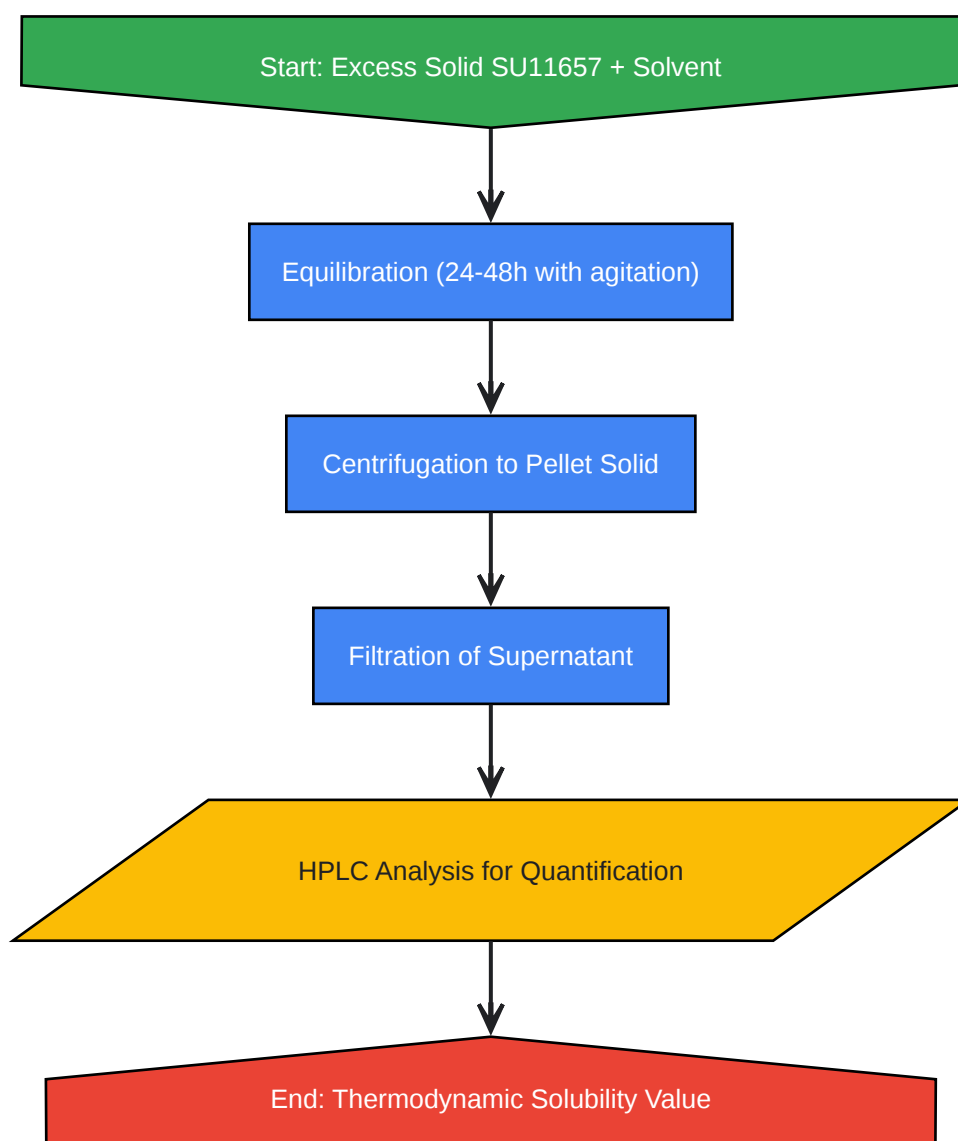 Start: Excess Solid SU11657 + Solvent
Equilibration (24-48h with agitation)
Centrifugation to Pellet Solid
Filtration of Supernatant
HPLC Analysis for Quantification
End: Thermodynamic Solubility Value